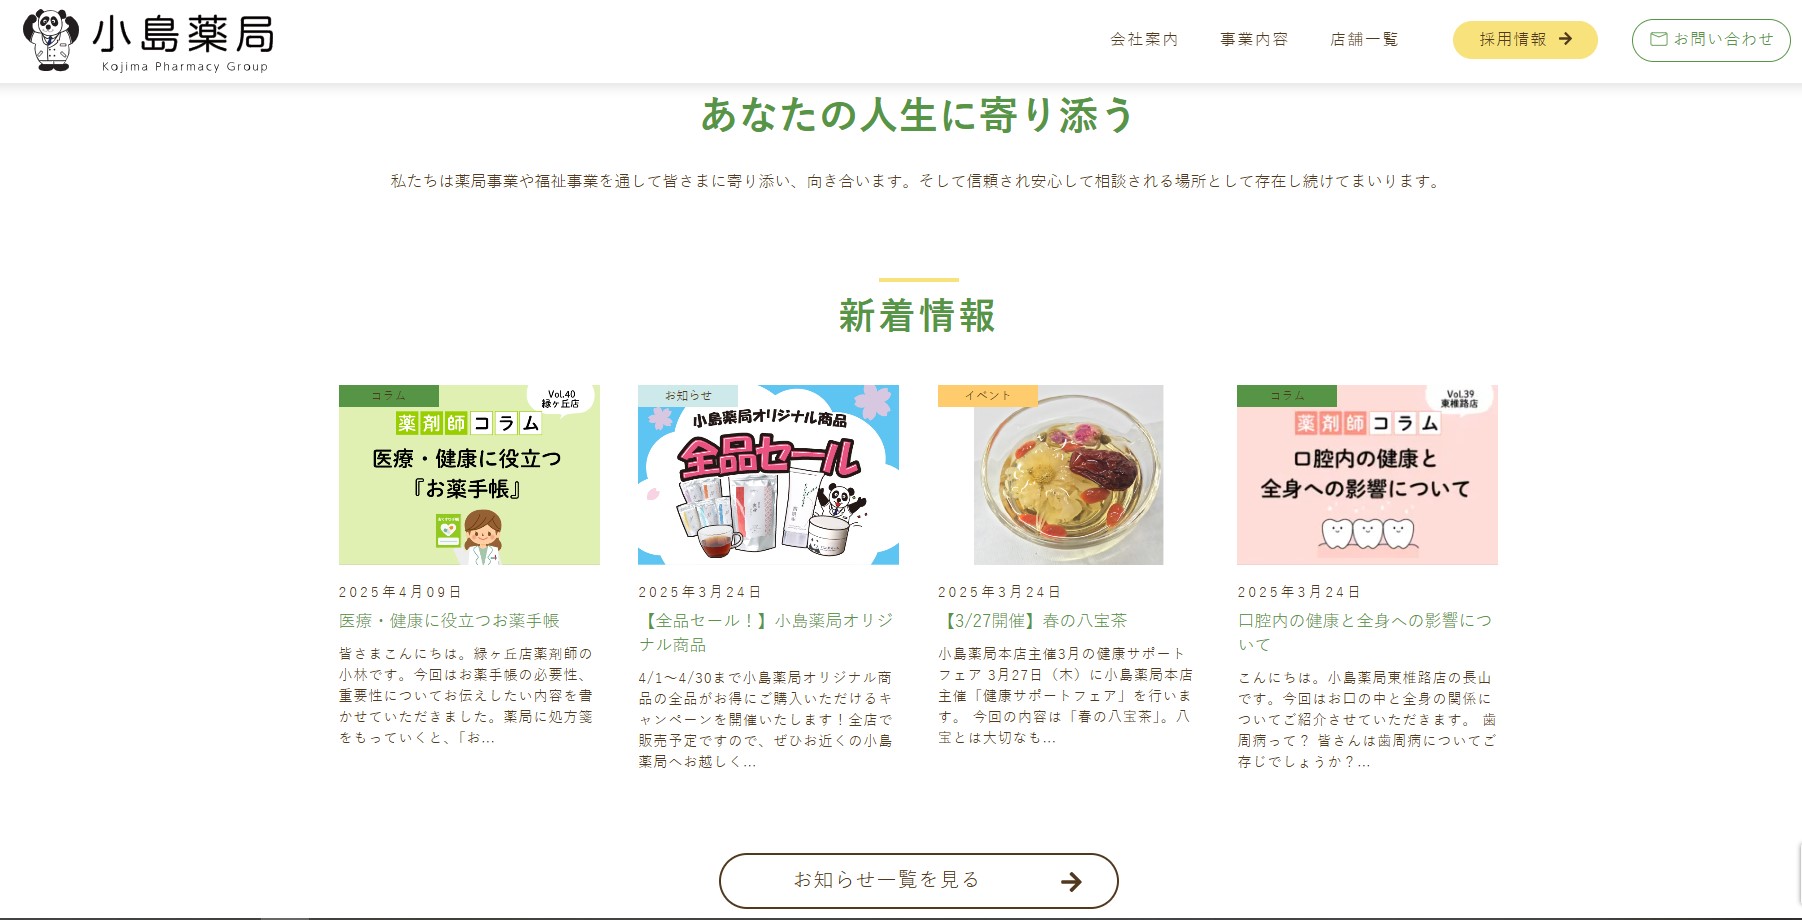 小島薬局
Kojima Pharmacy Group
会社案内
事業内容
店舗一覧
採用情報
お問い合わせ
あなたの人生に寄り添う
私たちは薬局事業や福祉事業を通して皆さまに寄り添い、向き合います。そして信頼され安心して相談される場所として存在し続けてまいります。
新着情報
コラム
Vol.40
緑ヶ丘店
薬剤師コラム
医療・健康に役立つ
『お薬手帳』
2025年4月09日
医療・健康に役立つお薬手帳
皆さまこんにちは。緑ヶ丘店薬剤師の
小林です。今回はお薬手帳の必要性、
重要性についてお伝えしたい内容を書
かせていただきました。薬局に処方箋
をもっていくと、「お...
お知らせ
小島薬局オリジナル商品
全品セール
2025年3月24日
【全品セール！】小島薬局オリジ
ナル商品
4/1～4/30まで小島薬局オリジナル商
品の全品がお得にご購入いただけるキ
ャンペーンを開催いたします！全店で
販売予定ですので、ぜひお近くの小島
薬局へお越しく...
イベント
2025年3月24日
【3/27開催】春の八宝茶
小島薬局本店主催3月の健康サポート
フェア 3月27日（木）に小島薬局本店
主催「健康サポートフェア」を行いま
す。 今回の内容は「春の八宝茶」。八
宝とは大切なも...
コラム
Vol.39
東椎路店
薬剤師コラム
口腔内の健康と
全身への影響について
2025年3月24日
口腔内の健康と全身への影響につ
いて
こんにちは。小島薬局東椎路店の長山
です。今回はお口の中と全身の関係に
ついてご紹介させていただきます。 歯
周病って？ 皆さんは歯周病についてご
存じでしょうか？...
お知らせ一覧を見る